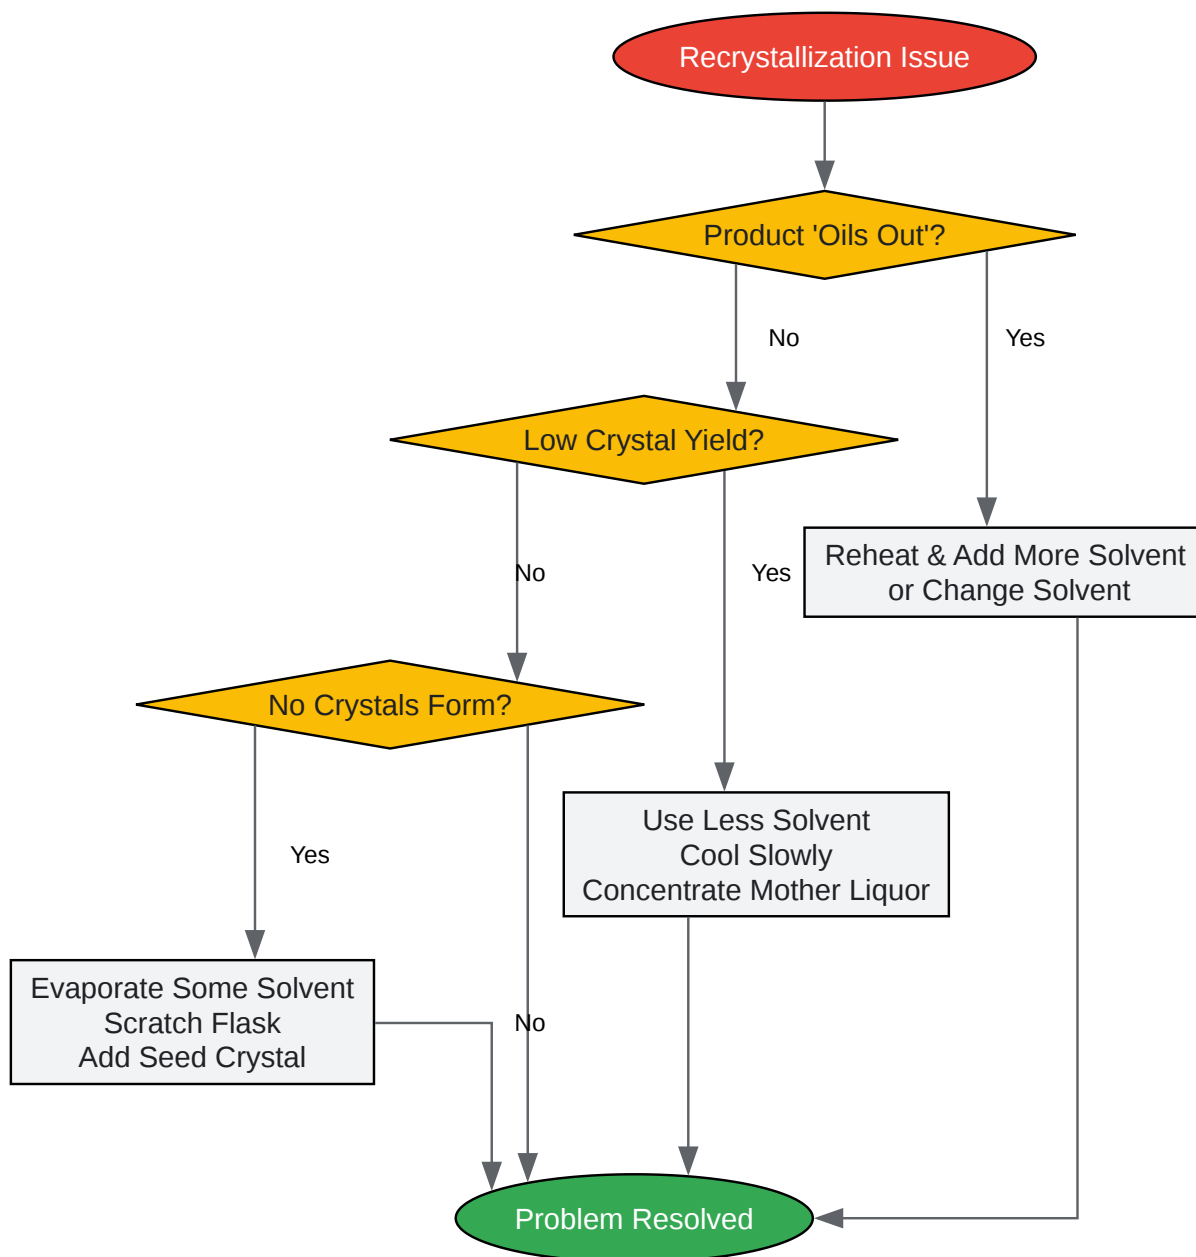 Recrystallization Issue
Product 'Oils Out'?
No
Yes
Low Crystal Yield?
Reheat & Add More Solvent
or Change Solvent
No
Yes
No Crystals Form?
Use Less Solvent
Cool Slowly
Concentrate Mother Liquor
Yes
Evaporate Some Solvent
Scratch Flask
Add Seed Crystal
No
Problem Resolved